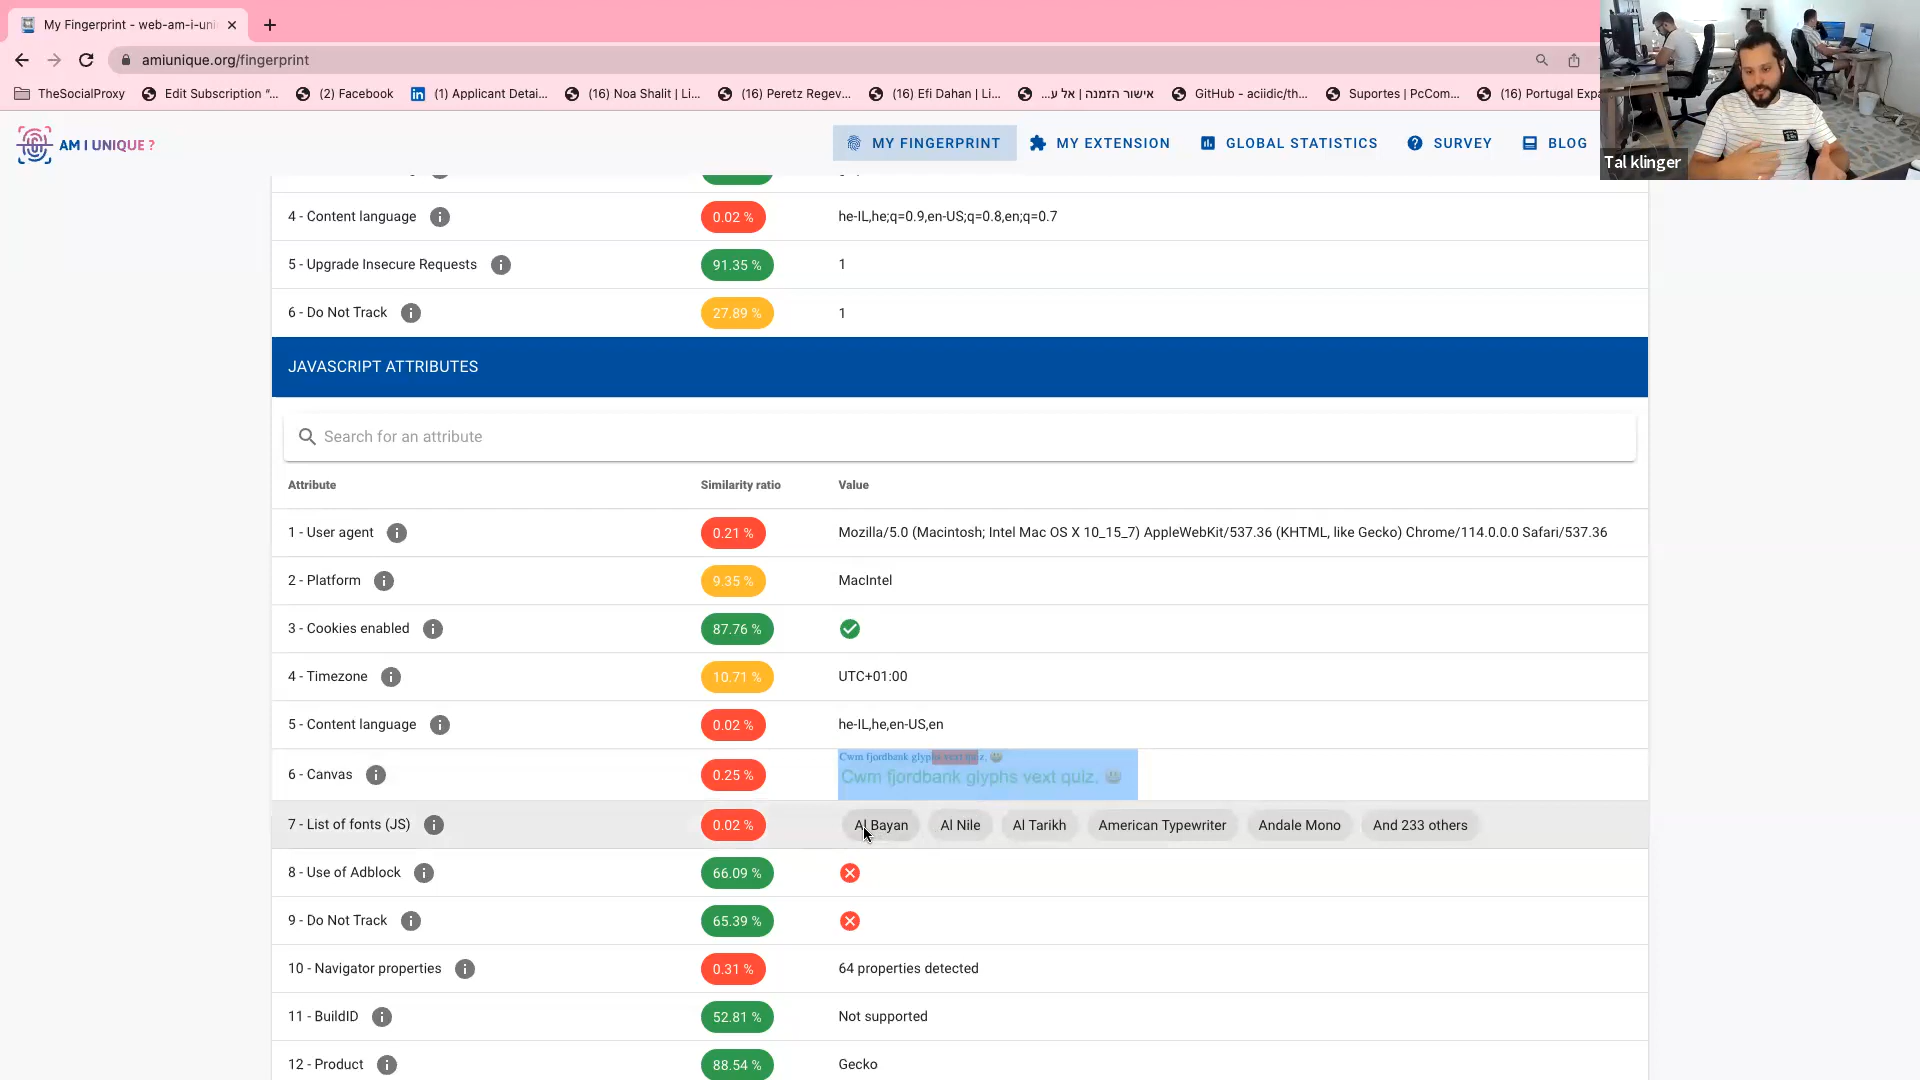 My Fingerprint - web-am-i-uni
amiunique.org/fingerprint
TheSocialProxy
Edit Subscription “...
(2) Facebook
(1) Applicant Detai...
(16) Noa Shalit | Li...
(16) Peretz Regev...
(16) Efi Dahan | Li...
אישור הזמנה | אל ע...
GitHub - aciidic/th...
Suportes | PcCom...
(16) Portugal Expa
Tal klinger
AM I UNIQUE ?
MY FINGERPRINT
MY EXTENSION
GLOBAL STATISTICS
SURVEY
BLOG
4 - Content language 0.02 % he-IL,he;q=0.9,en-US;q=0.8,en;q=0.7
5 - Upgrade Insecure Requests 91.35 % 1
6 - Do Not Track 27.89 % 1
JAVASCRIPT ATTRIBUTES
Search for an attribute
Attribute Similarity ratio Value
1 - User agent 0.21 % Mozilla/5.0 (Macintosh; Intel Mac OS X 10_15_7) AppleWebKit/537.36 (KHTML, like Gecko) Chrome/114.0.0.0 Safari/537.36
2 - Platform 9.35 % MacIntel
3 - Cookies enabled 87.76 %
4 - Timezone 10.71 % UTC+01:00
5 - Content language 0.02 % he-IL,he,en-US,en
Cwm fjordbank glyphs vext quiz,
6 - Canvas 0.25 % Cwm fjordbank glyphs vext quiz,
7 - List of fonts (JS) 0.02 % Al Bayan Al Nile Al Tarikh American Typewriter Andale Mono And 233 others
8 - Use of Adblock 66.09 %
9 - Do Not Track 65.39 %
10 - Navigator properties 0.31 % 64 properties detected
11 - BuildID 52.81 % Not supported
12 - Product 88.54 % Gecko